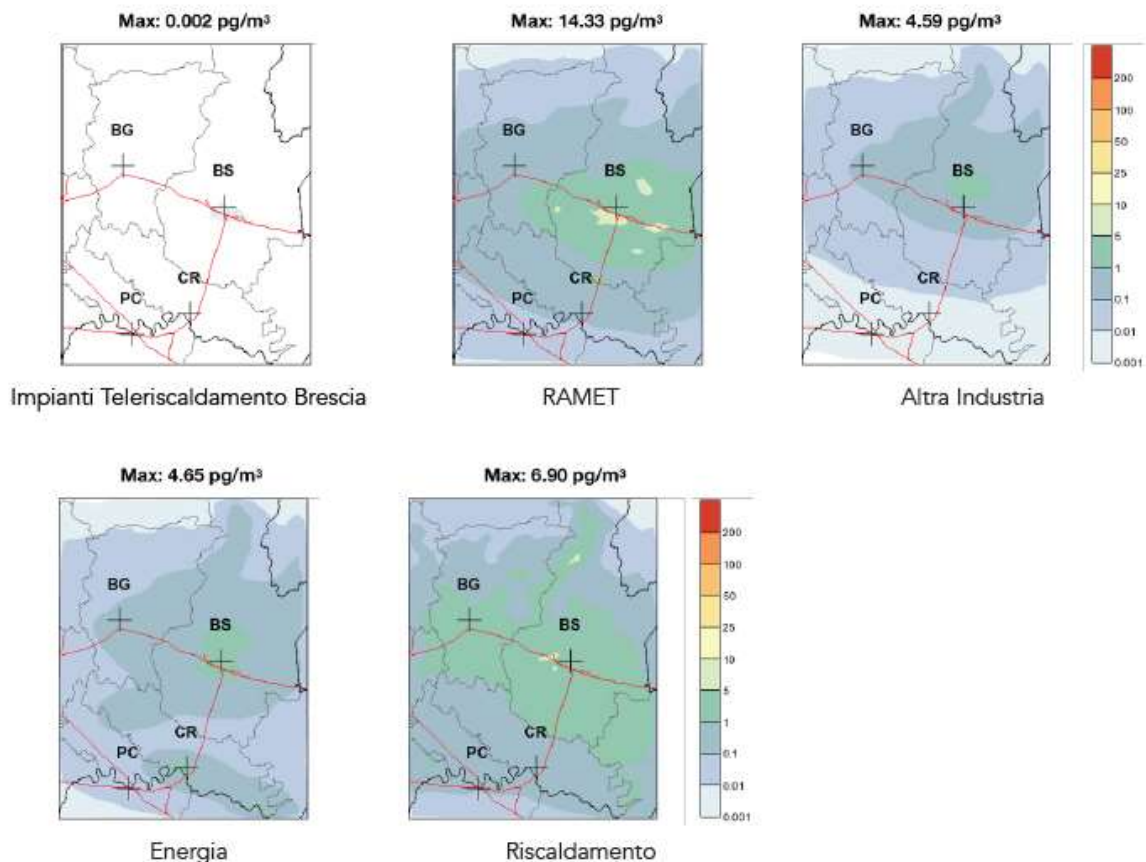 Max: 0.002 pg/m³
Max: 14.33 pg/m³
Max: 4.59 pg/m³
BG
BS
CR
PC
BG
BS
CR
PC
BG
BS
CR
PC
200
100
50
25
10
5
1
0.1
0.01
0.001
Impianti Teleriscaldamento Brescia
RAMET
Altra Industria
Max: 4.65 pg/m³
Max: 6.90 pg/m³
BG
BS
CR
PC
BG
BS
CR
PC
200
100
50
25
10
5
1
0.1
0.01
0.001
Energia
Riscaldamento